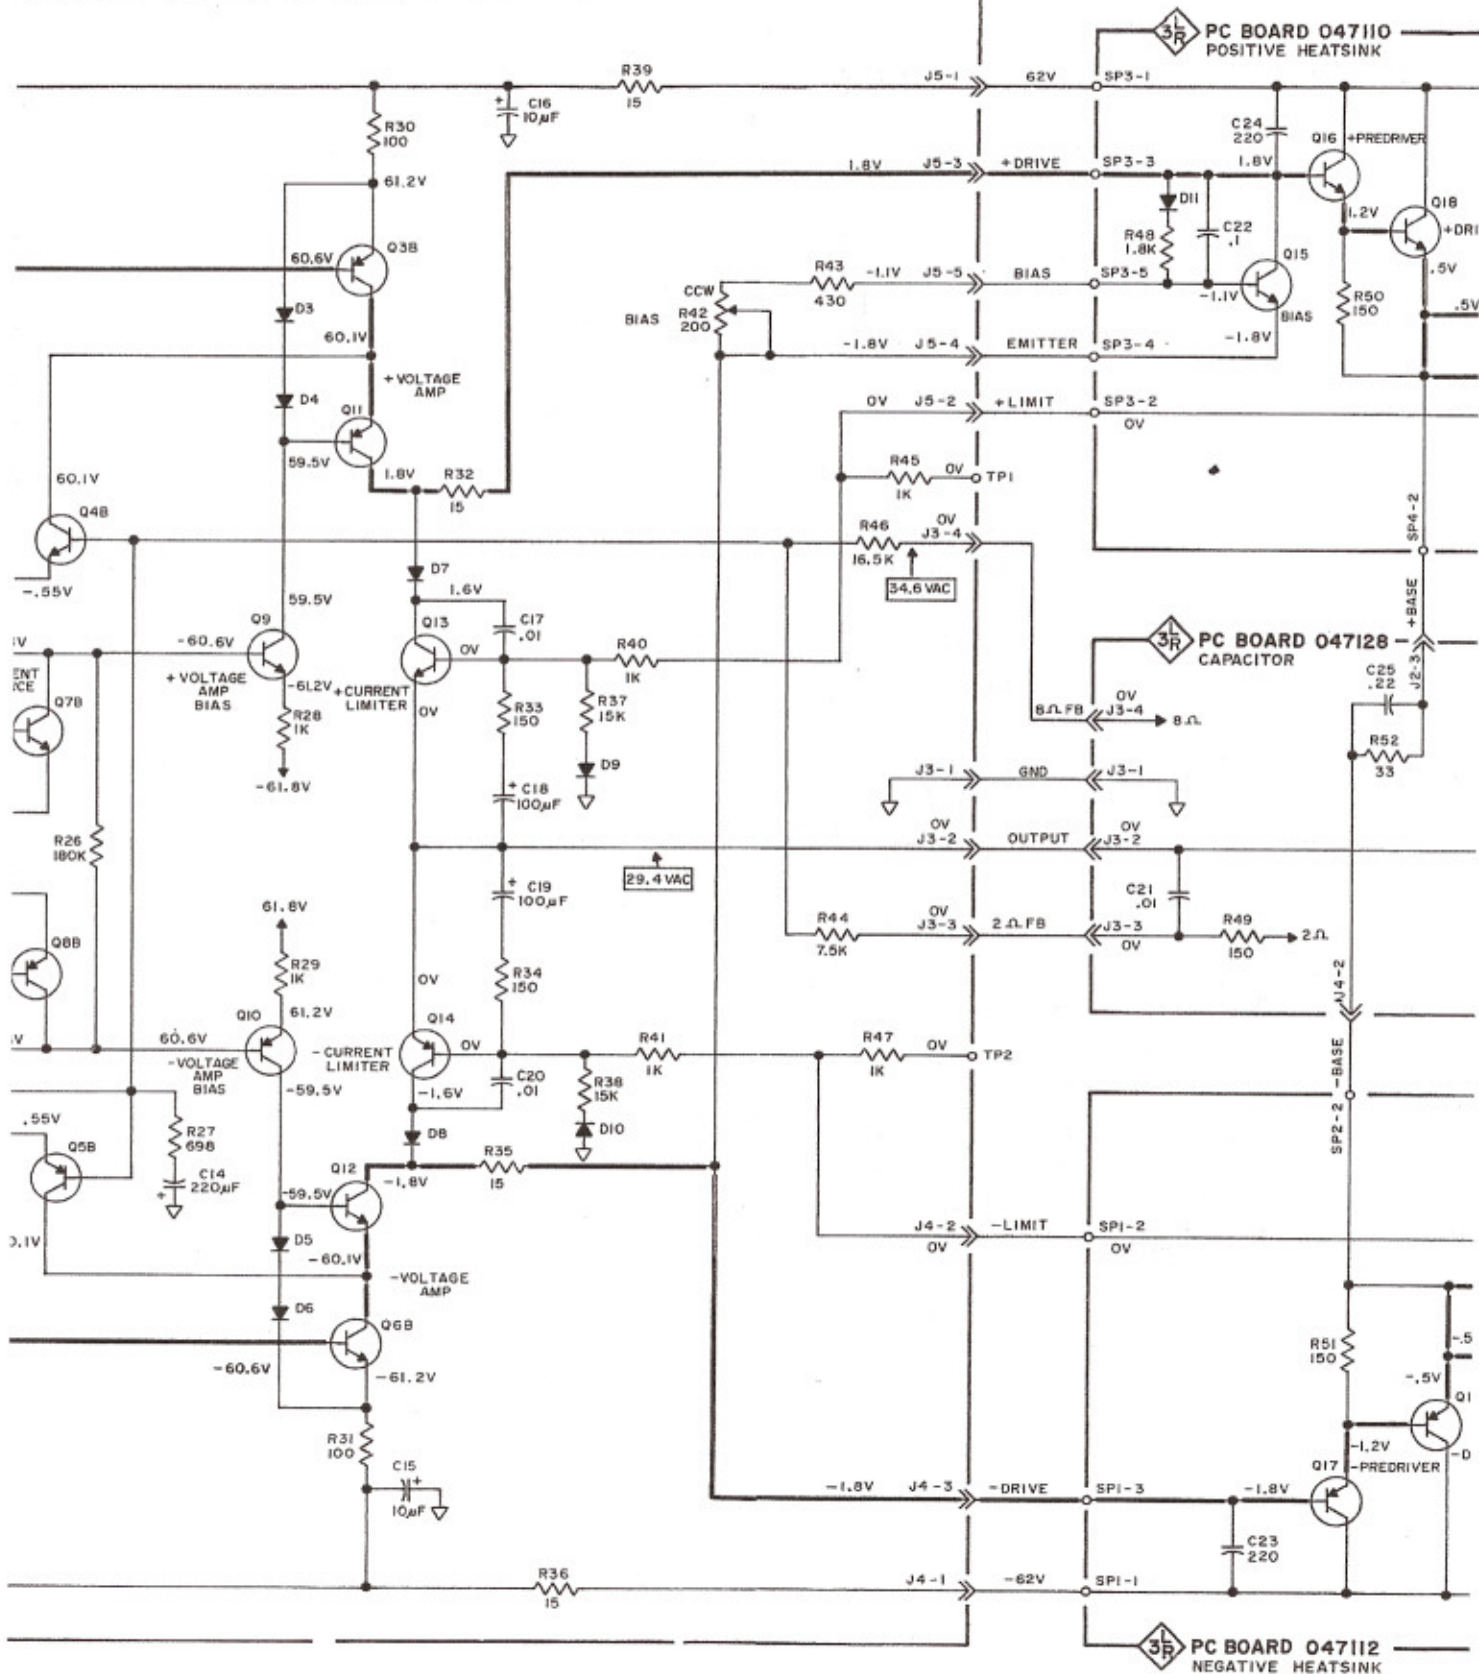 3 L/R PC BOARD 047110
POSITIVE HEATSINK
R39
15
J5-1
62V
SP3-1
C16
10µF
R30
100
C24
220
Q16
+PREDRIVER
61.2V
1.8V
J5-3
+DRIVE
SP3-3
1.8V
D11
R48
1.8K
C22
.1
1.2V
Q18
+DRI
Q3B
60.6V
R43
430
-1.1V
J5-5
BIAS
SP3-5
Q15
-1.1V
BIAS
.5V
R50
150
.5V
CCW
R42
200
BIAS
D3
60.1V
-1.8V
J5-4
EMITTER
SP3-4
-1.8V
+VOLTAGE
AMP
D4
Q11
59.5V
0V
J5-2
+LIMIT
SP3-2
0V
1.8V
R32
15
R45
1K
0V
TP1
60.1V
Q4B
-.55V
R46
16.5K
0V
J3-4
34.6 VAC
SP4-2
+BASE
D7
1.6V
59.5V
Q9
-60.6V
+VOLTAGE
AMP
BIAS
-61.2V
Q13
0V
+CURRENT
LIMITER
C17
.01
R40
1K
3 L/R PC BOARD 047128
CAPACITOR
J2-3
C25
.22
Q7B
R28
1K
-61.8V
0V
R33
150
R37
15K
D9
8Ω FB
0V
J3-4
8Ω
R52
33
C18
100µF
J3-1
GND
J3-1
R26
180K
0V
J3-2
OUTPUT
0V
J3-2
29.4 VAC
C19
100µF
C21
.01
61.8V
R44
7.5K
0V
J3-3
2Ω FB
J3-3
0V
R49
150
2Ω
Q8B
R29
1K
0V
R34
150
J4-2
61.2V
Q10
60.6V
-VOLTAGE
AMP
BIAS
-59.5V
Q14
0V
-CURRENT
LIMITER
-1.6V
C20
.01
R41
1K
R47
1K
0V
TP2
R38
15K
D10
-BASE
SP2-2
.55V
Q5B
R27
698
C14
220µF
D8
R35
15
-1.8V
Q12
-59.5V
J4-2
0V
-LIMIT
SP1-2
0V
D5
-60.1V
-VOLTAGE
AMP
D6
Q6B
-60.6V
-61.2V
R51
150
-.5V
R31
100
C15
10µF
-1.2V
Q17
-PREDRIVER
-1.8V
J4-3
-DRIVE
SP1-3
-1.8V
C23
220
R36
15
J4-1
-62V
SP1-1
3 L/R PC BOARD 047112
NEGATIVE HEATSINK